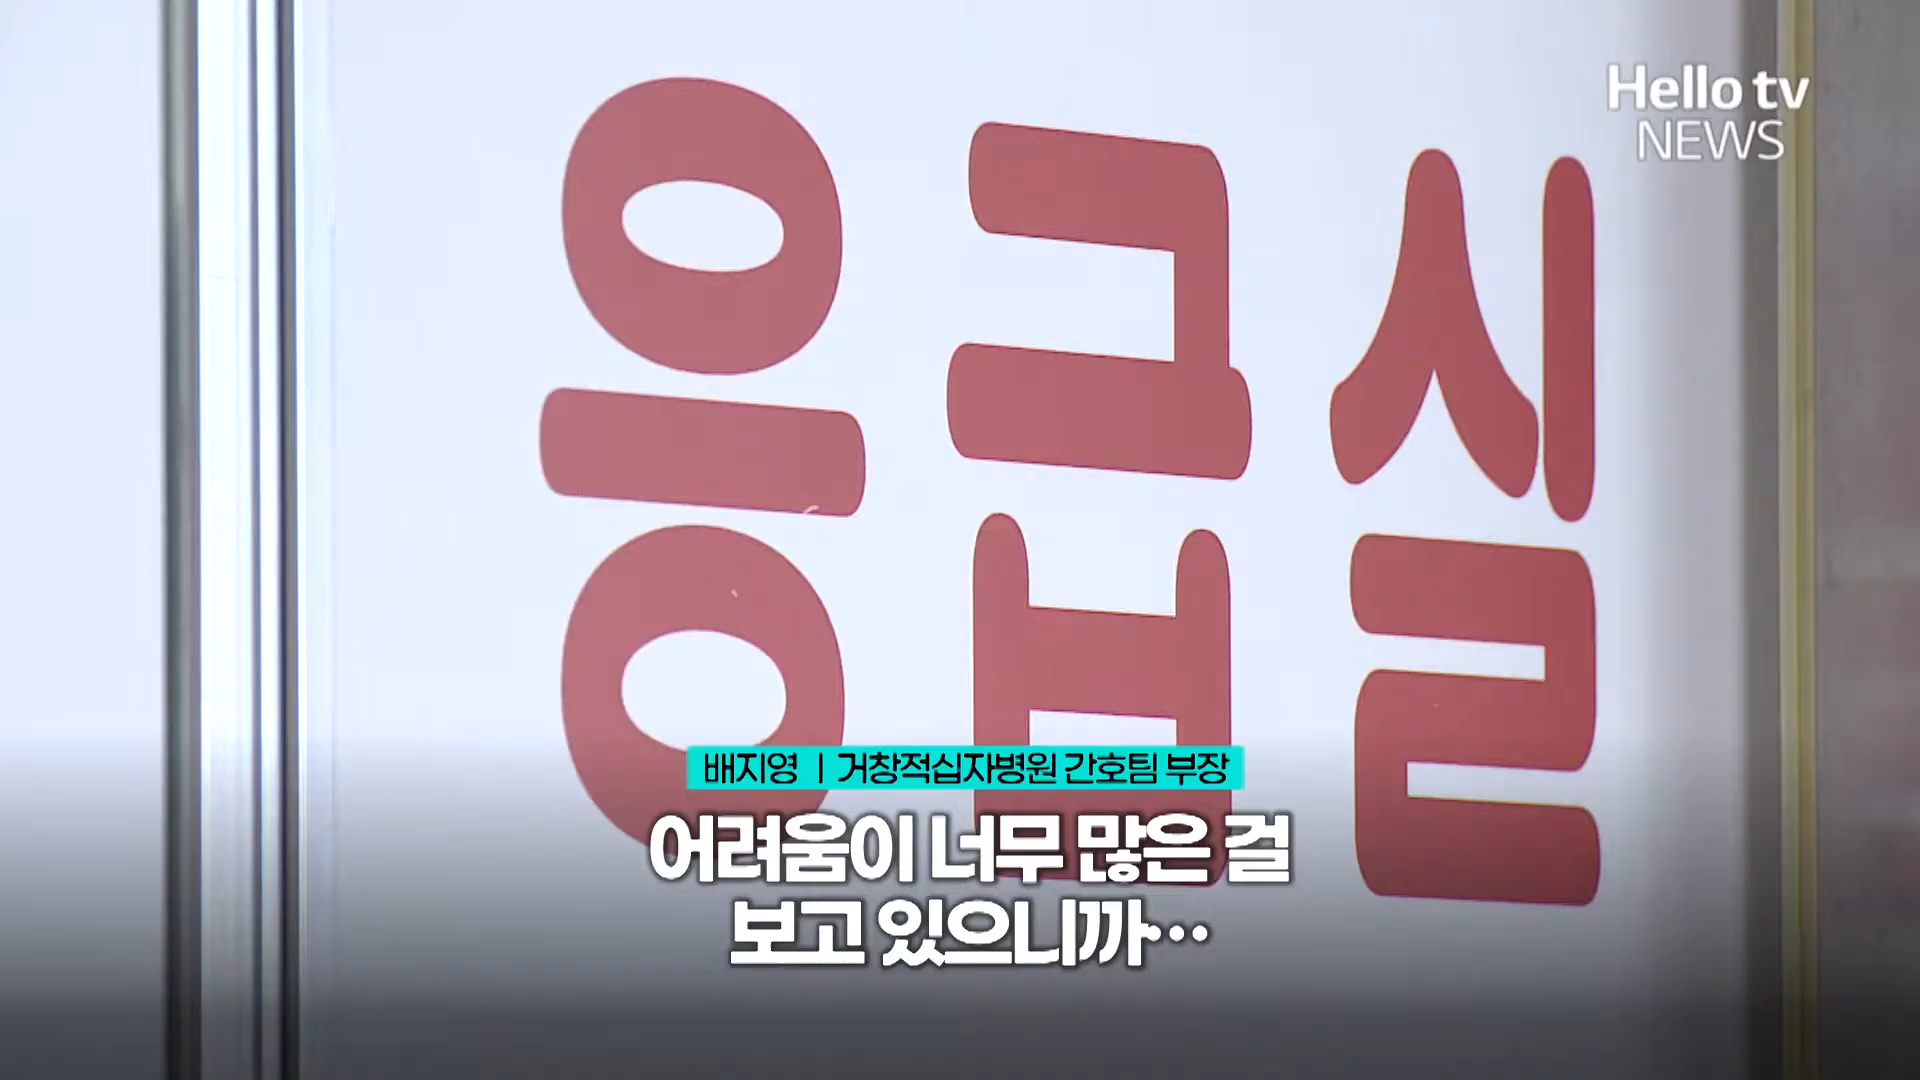 Hello tv
NEWS
응급실
배지영 ㅣ거창적십자병원 간호팀 부장
어려움이 너무 많은 걸
보고 있으니까…